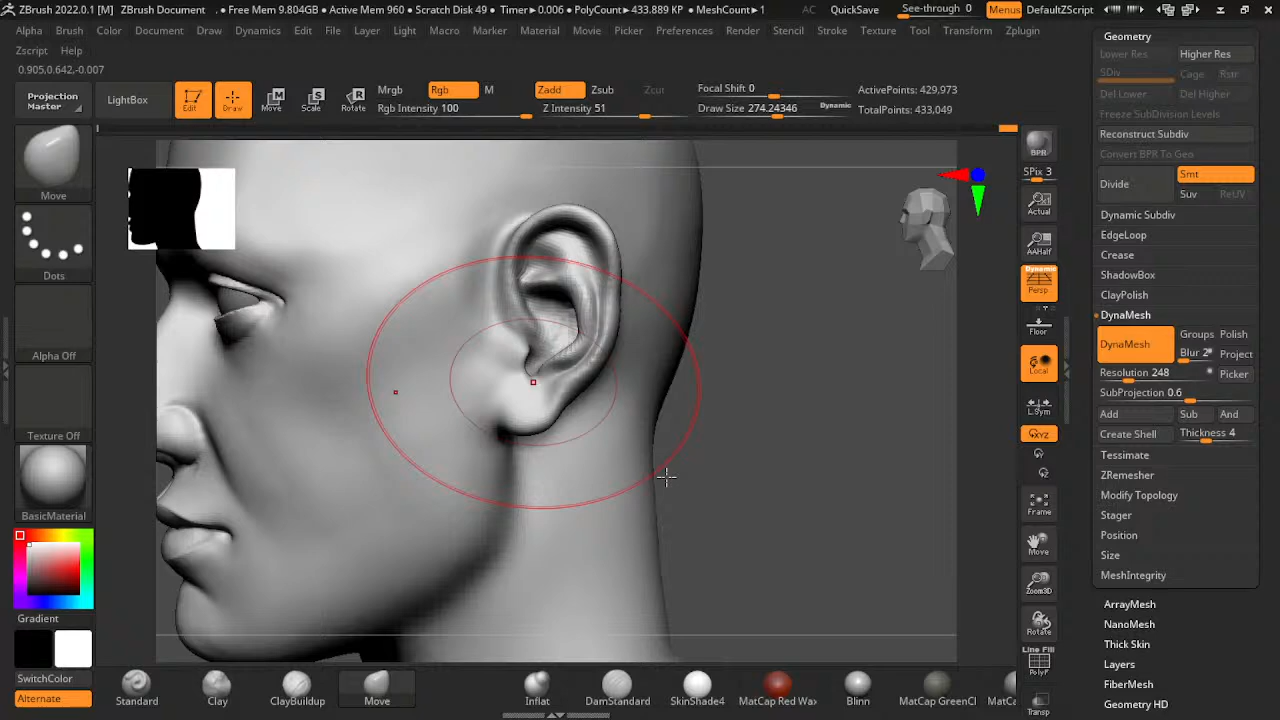 ZBrush 2022.0.1 [M] ZBrush Document . • Free Mem 9.804GB • Active Mem 960 • Scratch Disk 49 • Timer▶0.006 • PolyCount▶433.889 KP • MeshCount▶1 AC QuickSave See-through 0 Menus DefaultZScript
Alpha Brush Color Document Draw Dynamics Edit File Layer Light Macro Marker Material Movie Picker Preferences Render Stencil Stroke Texture Tool Transform Zplugin
Zscript Help
0.905,0.642,-0.007
Projection Master
LightBox
Edit
Draw
Move
Scale
Rotate
Mrgb Rgb M
Rgb Intensity 100
Zadd Zsub Zcut
Z Intensity 51
Focal Shift 0
Draw Size 274.24346 Dynamic
ActivePoints: 429,973
TotalPoints: 433,049
Move
Dots
Alpha Off
Texture Off
BasicMaterial
Gradient
SwitchColor
Alternate
Standard
Clay
ClayBuildup
Move
Inflat
DamStandard
SkinShade4
MatCap Red Wax
Blinn
MatCap GreenCl
MatCa
BPR
SPix 3
Actual
AAHalf
Dynamic
Persp
Floor
Local
L.Sym
XYZ
Frame
Move
Zoom3D
Rotate
Line Fill
PolyF
Transp
Geometry
Lower Res Higher Res
SDiv Cage Rstr
Del Lower Del Higher
Freeze SubDivision Levels
Reconstruct Subdiv
Convert BPR To Geo
Divide Smt
Suv ReUV
Dynamic Subdiv
EdgeLoop
Crease
ShadowBox
ClayPolish
DynaMesh
DynaMesh Groups Polish
Blur 2 Project
Resolution 248 Picker
SubProjection 0.6
Add Sub And
Create Shell Thickness 4
Tessimate
ZRemesher
Modify Topology
Stager
Position
Size
MeshIntegrity
ArrayMesh
NanoMesh
Thick Skin
Layers
FiberMesh
Geometry HD